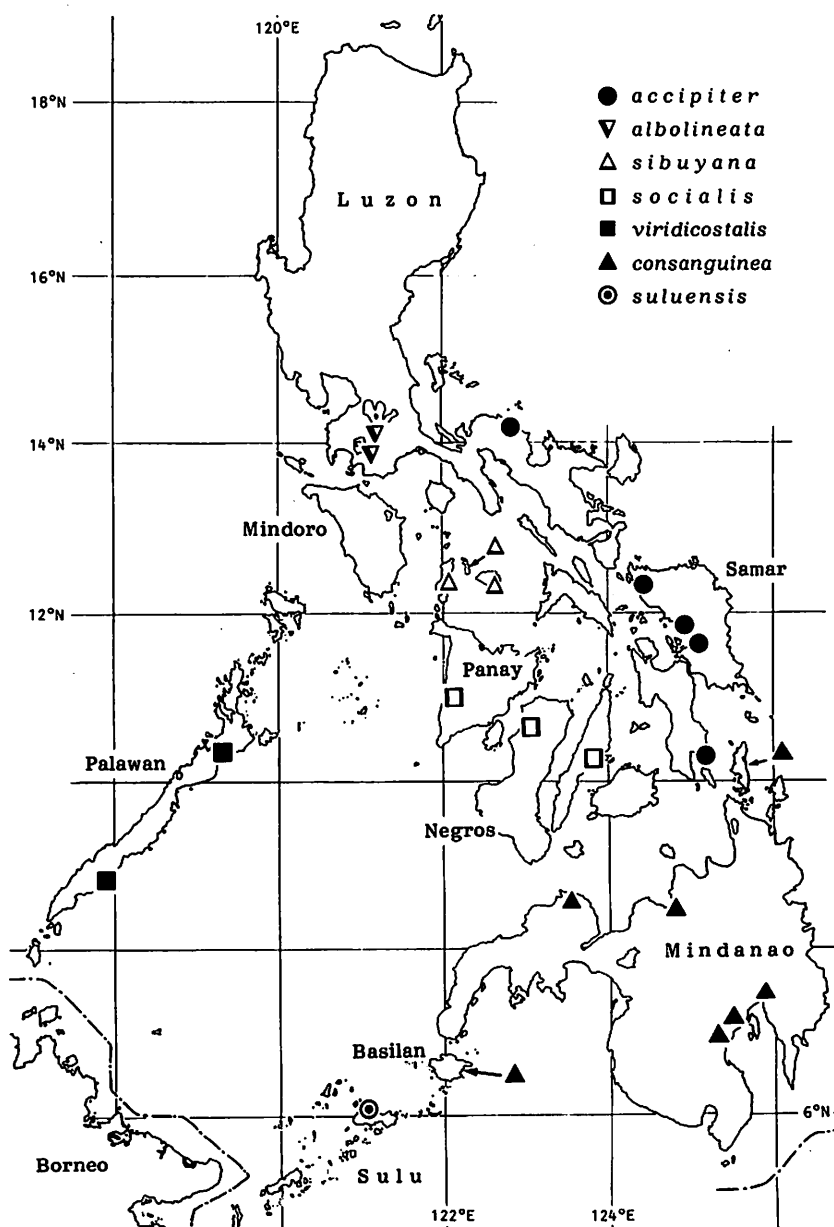 120°E
18°N
accipiter
albolineata
sibuyana
socialis
viridicostalis
consanguinea
suluensis
Luzon
16°N
14°N
Mindoro
Samar
12°N
Panay
Palawan
Negros
Mindanao
Basilan
6°N
Borneo
Sulu
122°E
124°E